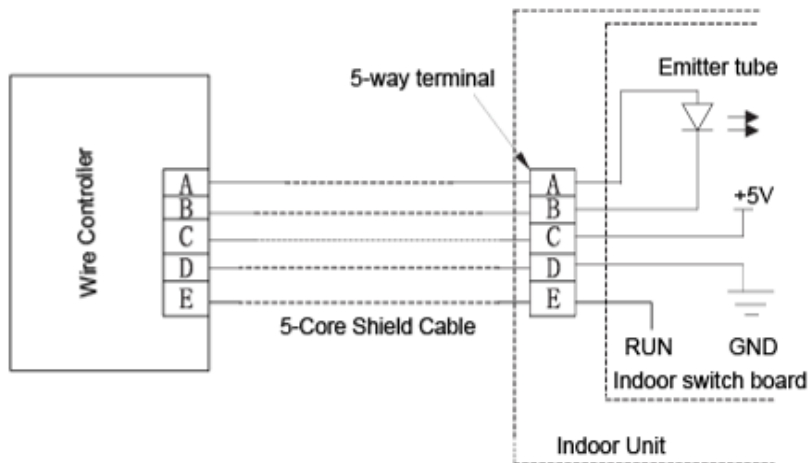 5-way terminal
Emitter tube
Wire Controller
A
B
C
D
E
A
B
C
D
E
+5V
5-Core Shield Cable
RUN
GND
Indoor switch board
Indoor Unit